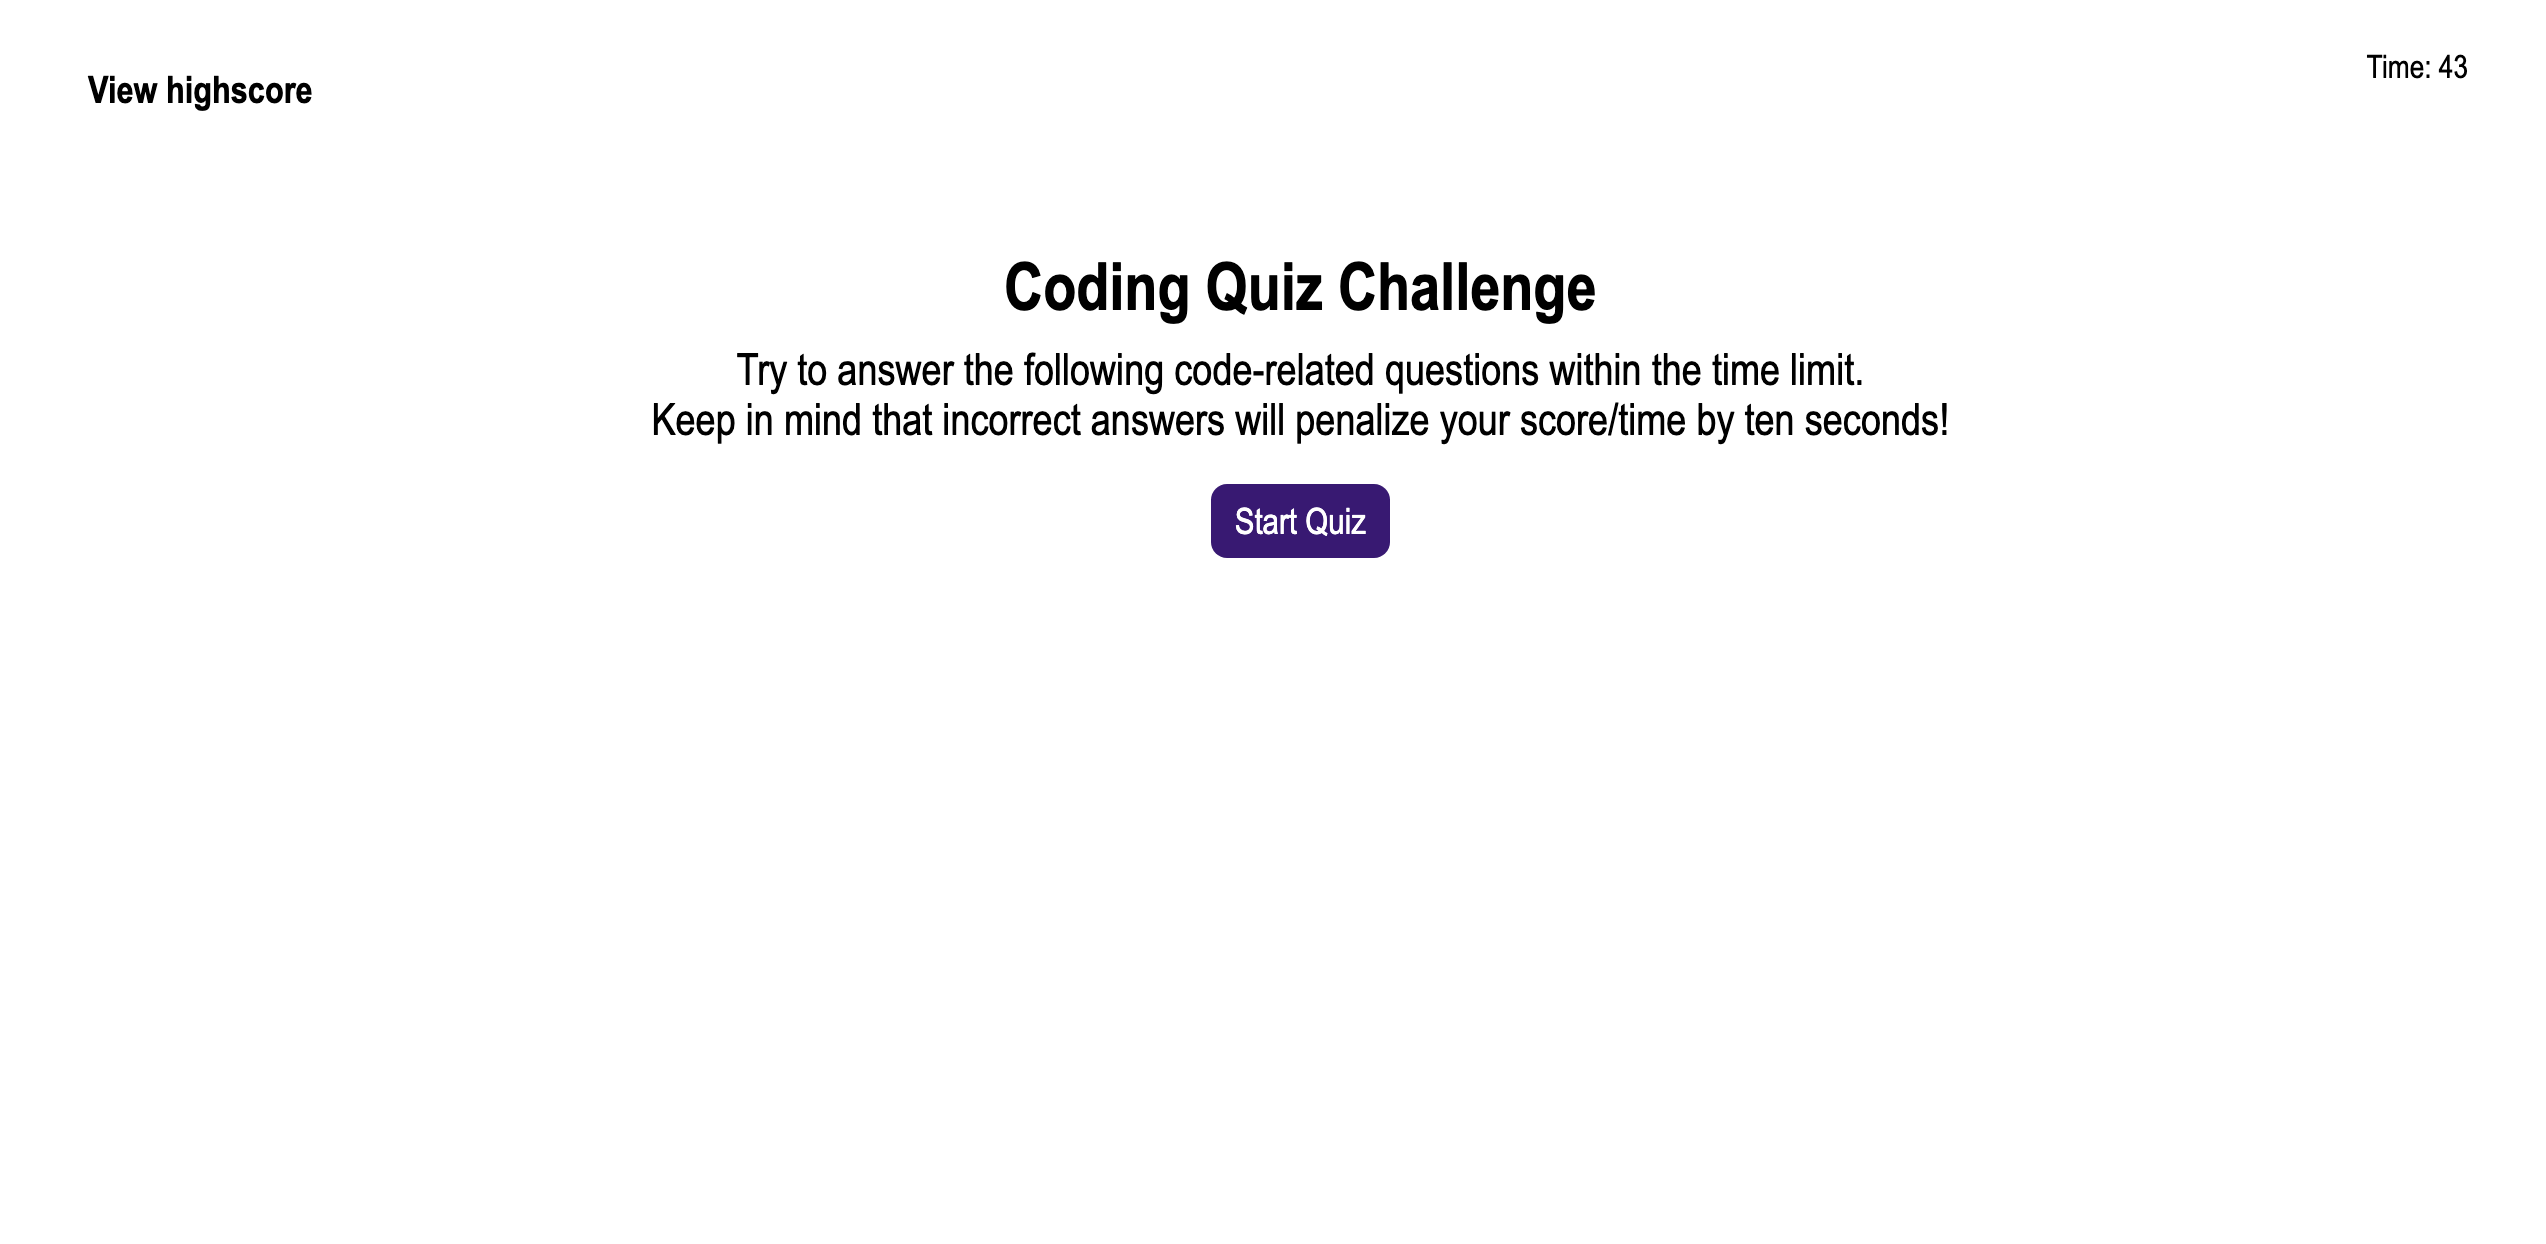 View highscore
Time: 43
Coding Quiz Challenge
Try to answer the following code-related questions within the time limit.
Keep in mind that incorrect answers will penalize your score/time by ten seconds!
Start Quiz